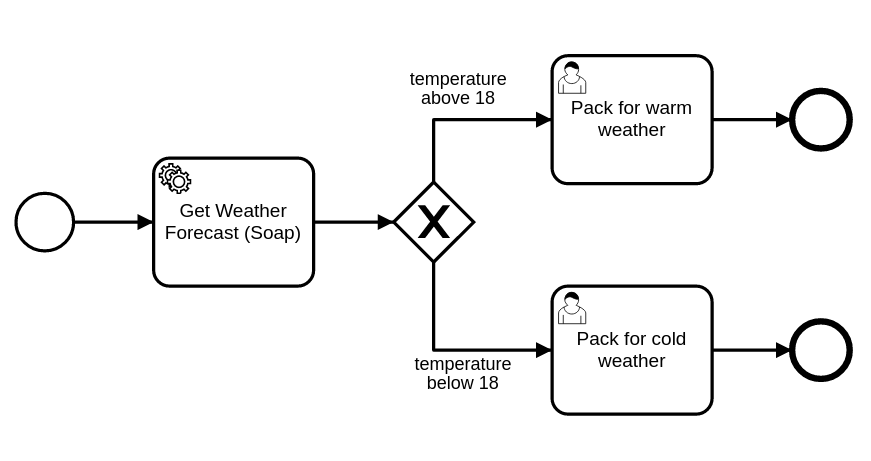 temperature
above 18
Pack for warm
weather
Get Weather
Forecast (Soap)
X
Pack for cold
weather
temperature
below 18